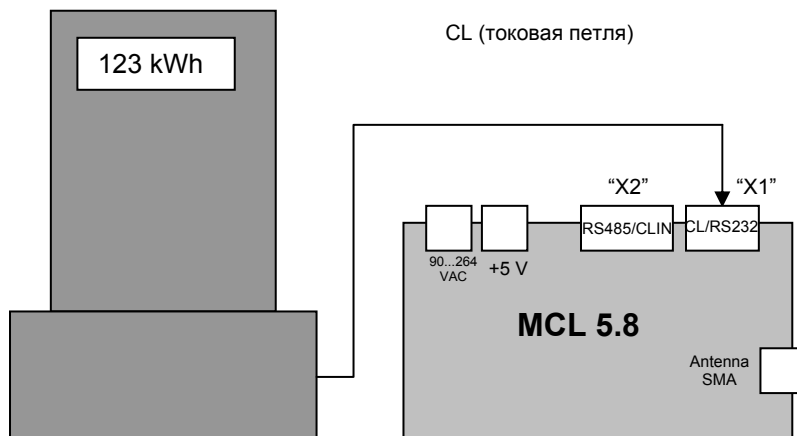 CL (токовая петля)
123 kWh
“X2”
“X1”
RS485/CLIN
CL/RS232
90...264
VAC
+5 V
MCL 5.8
Antenna
SMA